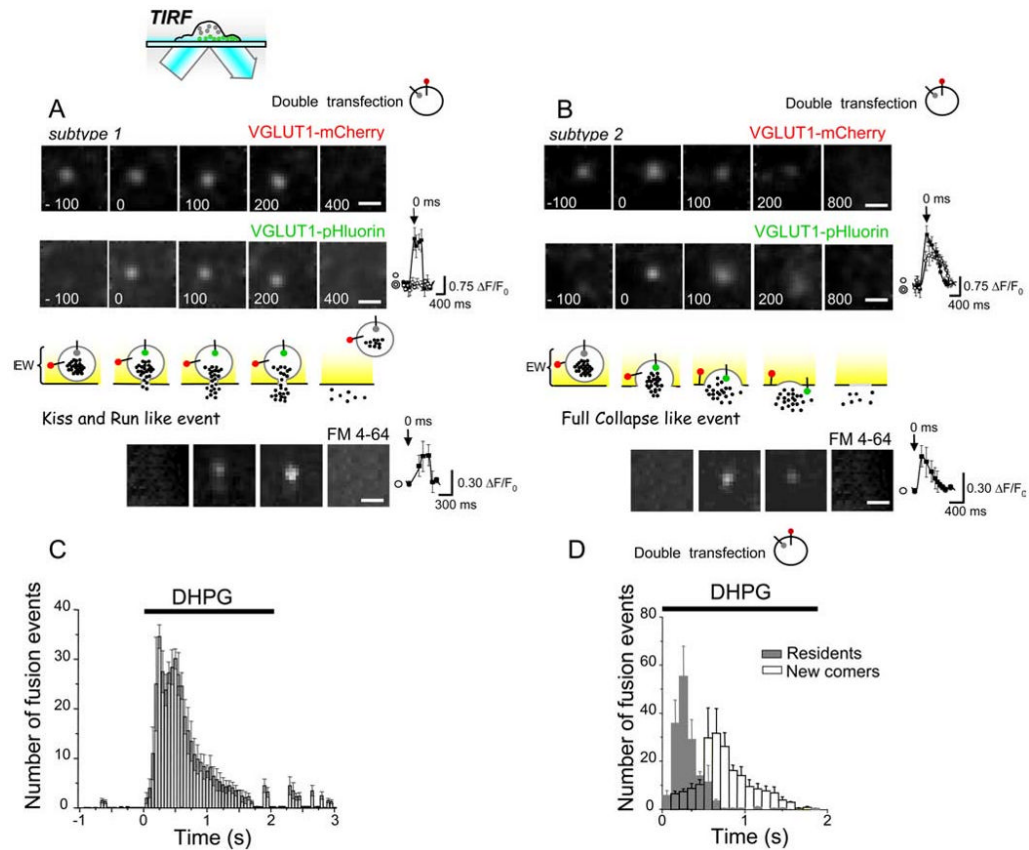 TIRF
A
Double transfection
subtype 1
VGLUT1-mCherry
- 100
0
100
200
400
0 ms
VGLUT1-pHluorin
- 100
0
100
200
400
0.75 ΔF/F0
400 ms
EW
Kiss and Run like event
FM 4-64
0 ms
0.30 ΔF/F0
300 ms
B
Double transfection
subtype 2
VGLUT1-mCherry
- 100
0
100
200
800
0 ms
VGLUT1-pHluorin
- 100
0
100
200
800
0.75 ΔF/F0
400 ms
EW
Full Collapse like event
FM 4-64
0 ms
0.30 ΔF/F0
400 ms
C
DHPG
Number of fusion events
40
30
20
10
0
-1 0 1 2 3
Time (s)
D
Double transfection
DHPG
Number of fusion events
80
60
40
20
0
Residents
New comers
0 1 2
Time (s)